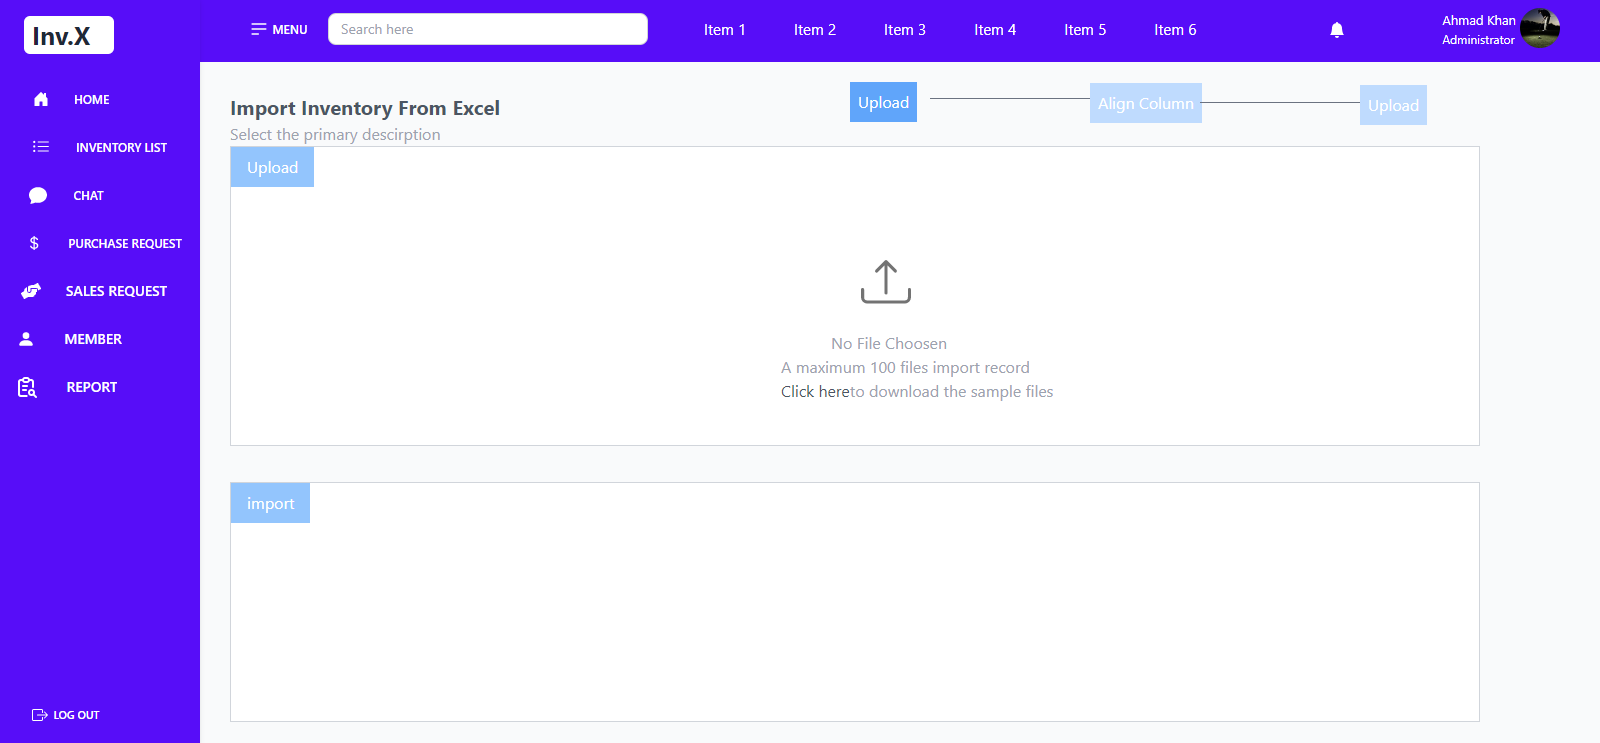 Inv.X
MENU
Search here
Item 1
Item 2
Item 3
Item 4
Item 5
Item 6
Ahmad Khan
Administrator
HOME
INVENTORY LIST
CHAT
PURCHASE REQUEST
SALES REQUEST
MEMBER
REPORT
LOG OUT
Import Inventory From Excel
Select the primary descirption
Upload
Align Column
Upload
Upload
No File Choosen
A maximum 100 files import record
Click hereto download the sample files
import